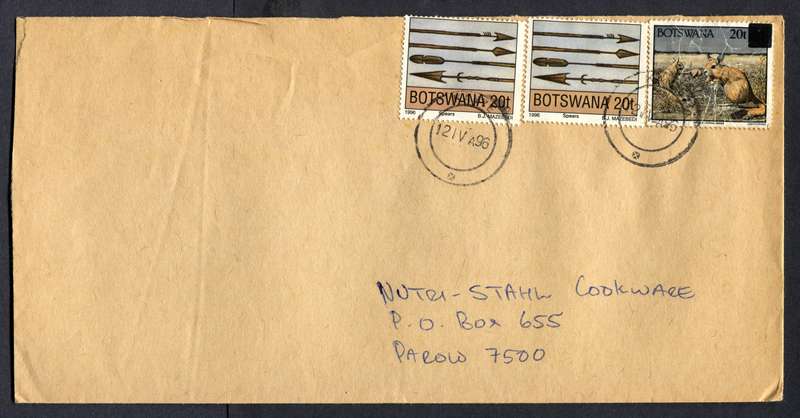 BOTSWANA 20t
1996 Spears B.J. MAZEBEDI
BOTSWANA 20t
1996 Spears B.J. MAZEBEDI
BOTSWANA 20t
12 IV A96
NUTRI-STAHL COOKWARE
P.O. BOX 655
PAROW 7500